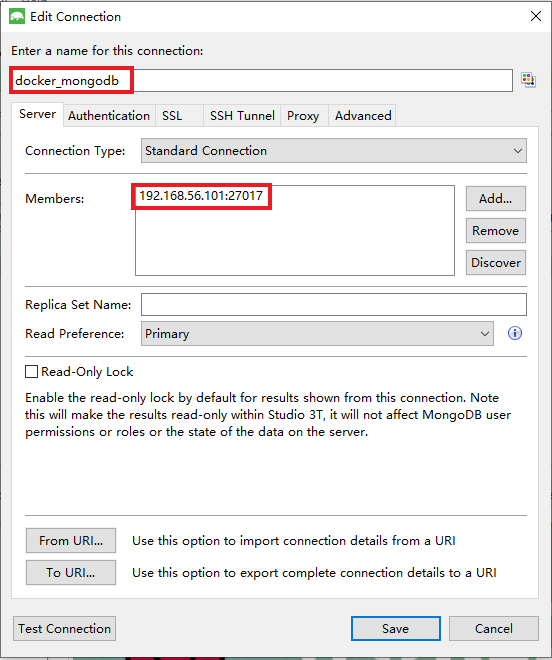 Edit Connection
Enter a name for this connection:
docker_mongodb
Server Authentication SSL SSH Tunnel Proxy Advanced
Connection Type: Standard Connection
Members: 192.168.56.101:27017
Add...
Remove
Discover
Replica Set Name:
Read Preference: Primary
Read-Only Lock
Enable the read-only lock by default for results shown from this connection. Note
this will make the results read-only within Studio 3T, it will not affect MongoDB user
permissions or roles or the state of the data on the server.
From URI... Use this option to import connection details from a URI
To URI... Use this option to export complete connection details to a URI
Test Connection Save Cancel